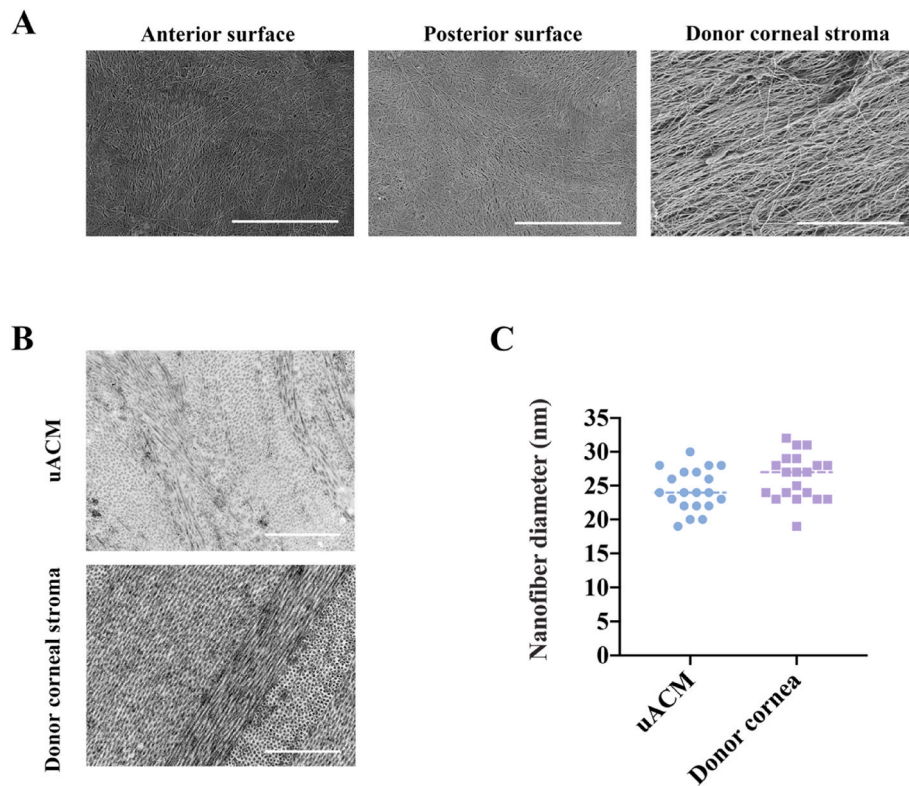 A
Anterior surface
Posterior surface
Donor corneal stroma
B
uACM
Donor corneal stroma
C
Nanofiber diameter (nm)
35
30
25
20
15
10
5
0
uACM
Donor cornea